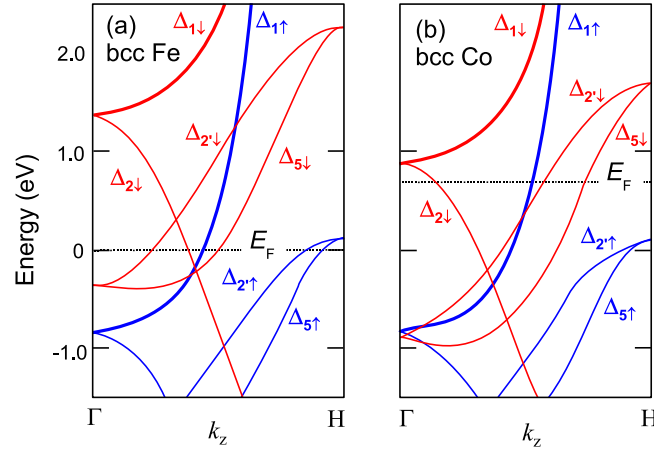 (a)
bcc Fe
Δ1↓
Δ1↑
Δ2'↓
Δ5↓
Δ2↓
EF
Δ2'↑
Δ5↑
2.0
1.0
0
-1.0
Energy (eV)
Γ
kz
H
(b)
bcc Co
Δ1↓
Δ1↑
Δ2'↓
Δ5↓
EF
Δ2↓
Δ2'↑
Δ5↑
Γ
kz
H